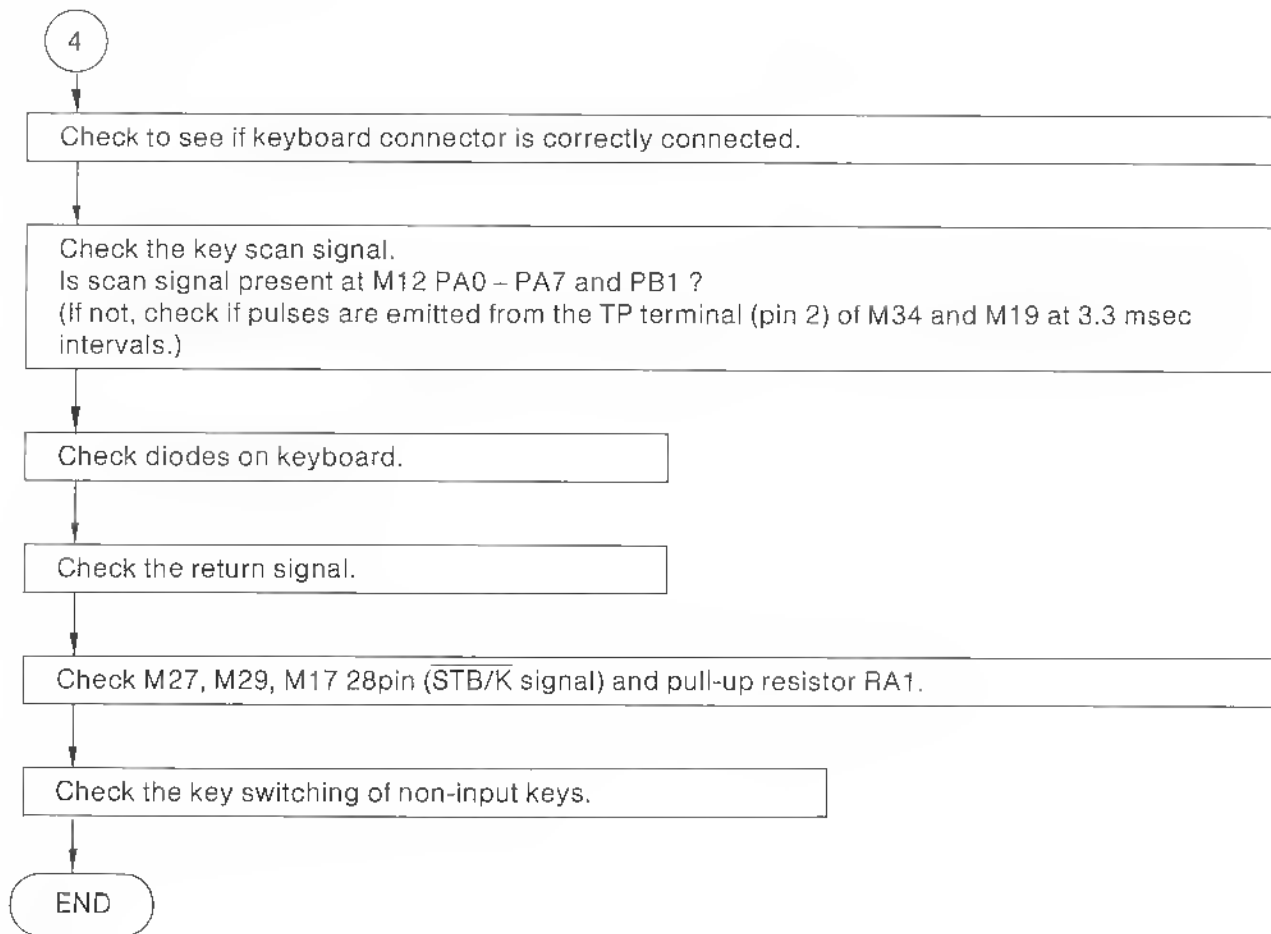 4
Check to see if keyboard connector is correctly connected.
Check the key scan signal.
Is scan signal present at M12 PA0 – PA7 and PB1 ?
(If not, check if pulses are emitted from the TP terminal (pin 2) of M34 and M19 at 3.3 msec
intervals.)
Check diodes on keyboard.
Check the return signal.
Check M27, M29, M17 28pin (STB/K signal) and pull-up resistor RA1.
Check the key switching of non-input keys.
END